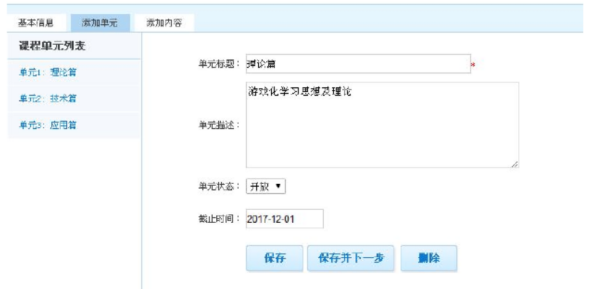 基本信息 添加单元 添加内容
课程单元列表
单元1：理论篇
单元2：技术篇
单元3：应用篇
单元标题： 理论篇 *
单元描述： 游戏化学习思想及理论
单元状态： 开放 ▼
截止时间： 2017-12-01
保存 保存并下一步 删除